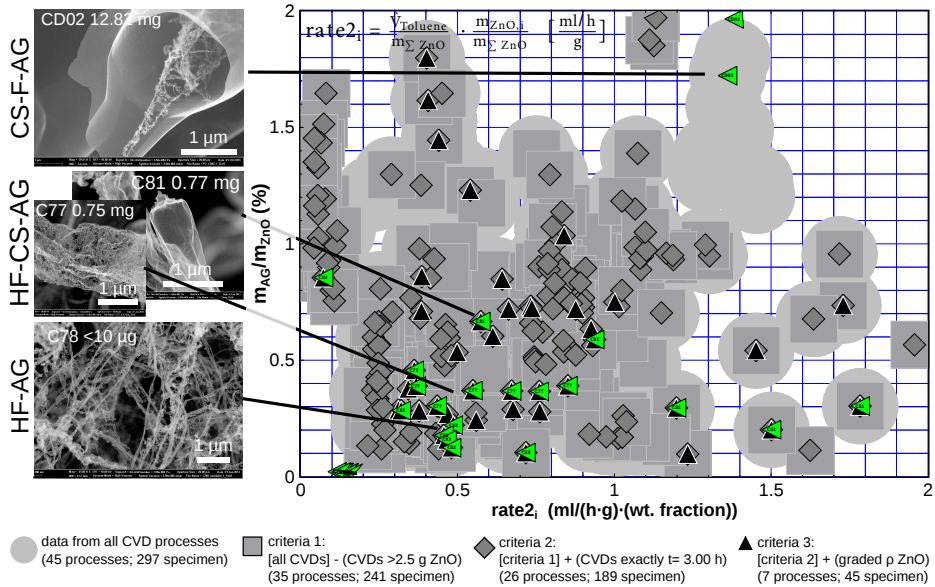 CS-F-AG
HF-CS-AG
HF-AG
CD02 12.82 mg
1 µm
C81 0.77 mg
C77 0.75 mg
1 µm
1 µm
C78 <10 µg
1 µm
rate2i = VToluene/m∑ ZnO · mZnO,i/m∑ ZnO [ml/h/g]
mAG/mZnO (%)
2
1.5
1
0.5
0
0 0.5 1 1.5 2
rate2i (ml/(h·g)·(wt. fraction))
CD02
CD02
data from all CVD processes
(45 processes; 297 specimen)
criteria 1:
[all CVDs] - (CVDs >2.5 g ZnO)
(35 processes; 241 specimen)
criteria 2:
[criteria 1] + (CVDs exactly t= 3.00 h)
(26 processes; 189 specimen)
criteria 3:
[criteria 2] + (graded ρ ZnO)
(7 processes; 45 specimen)